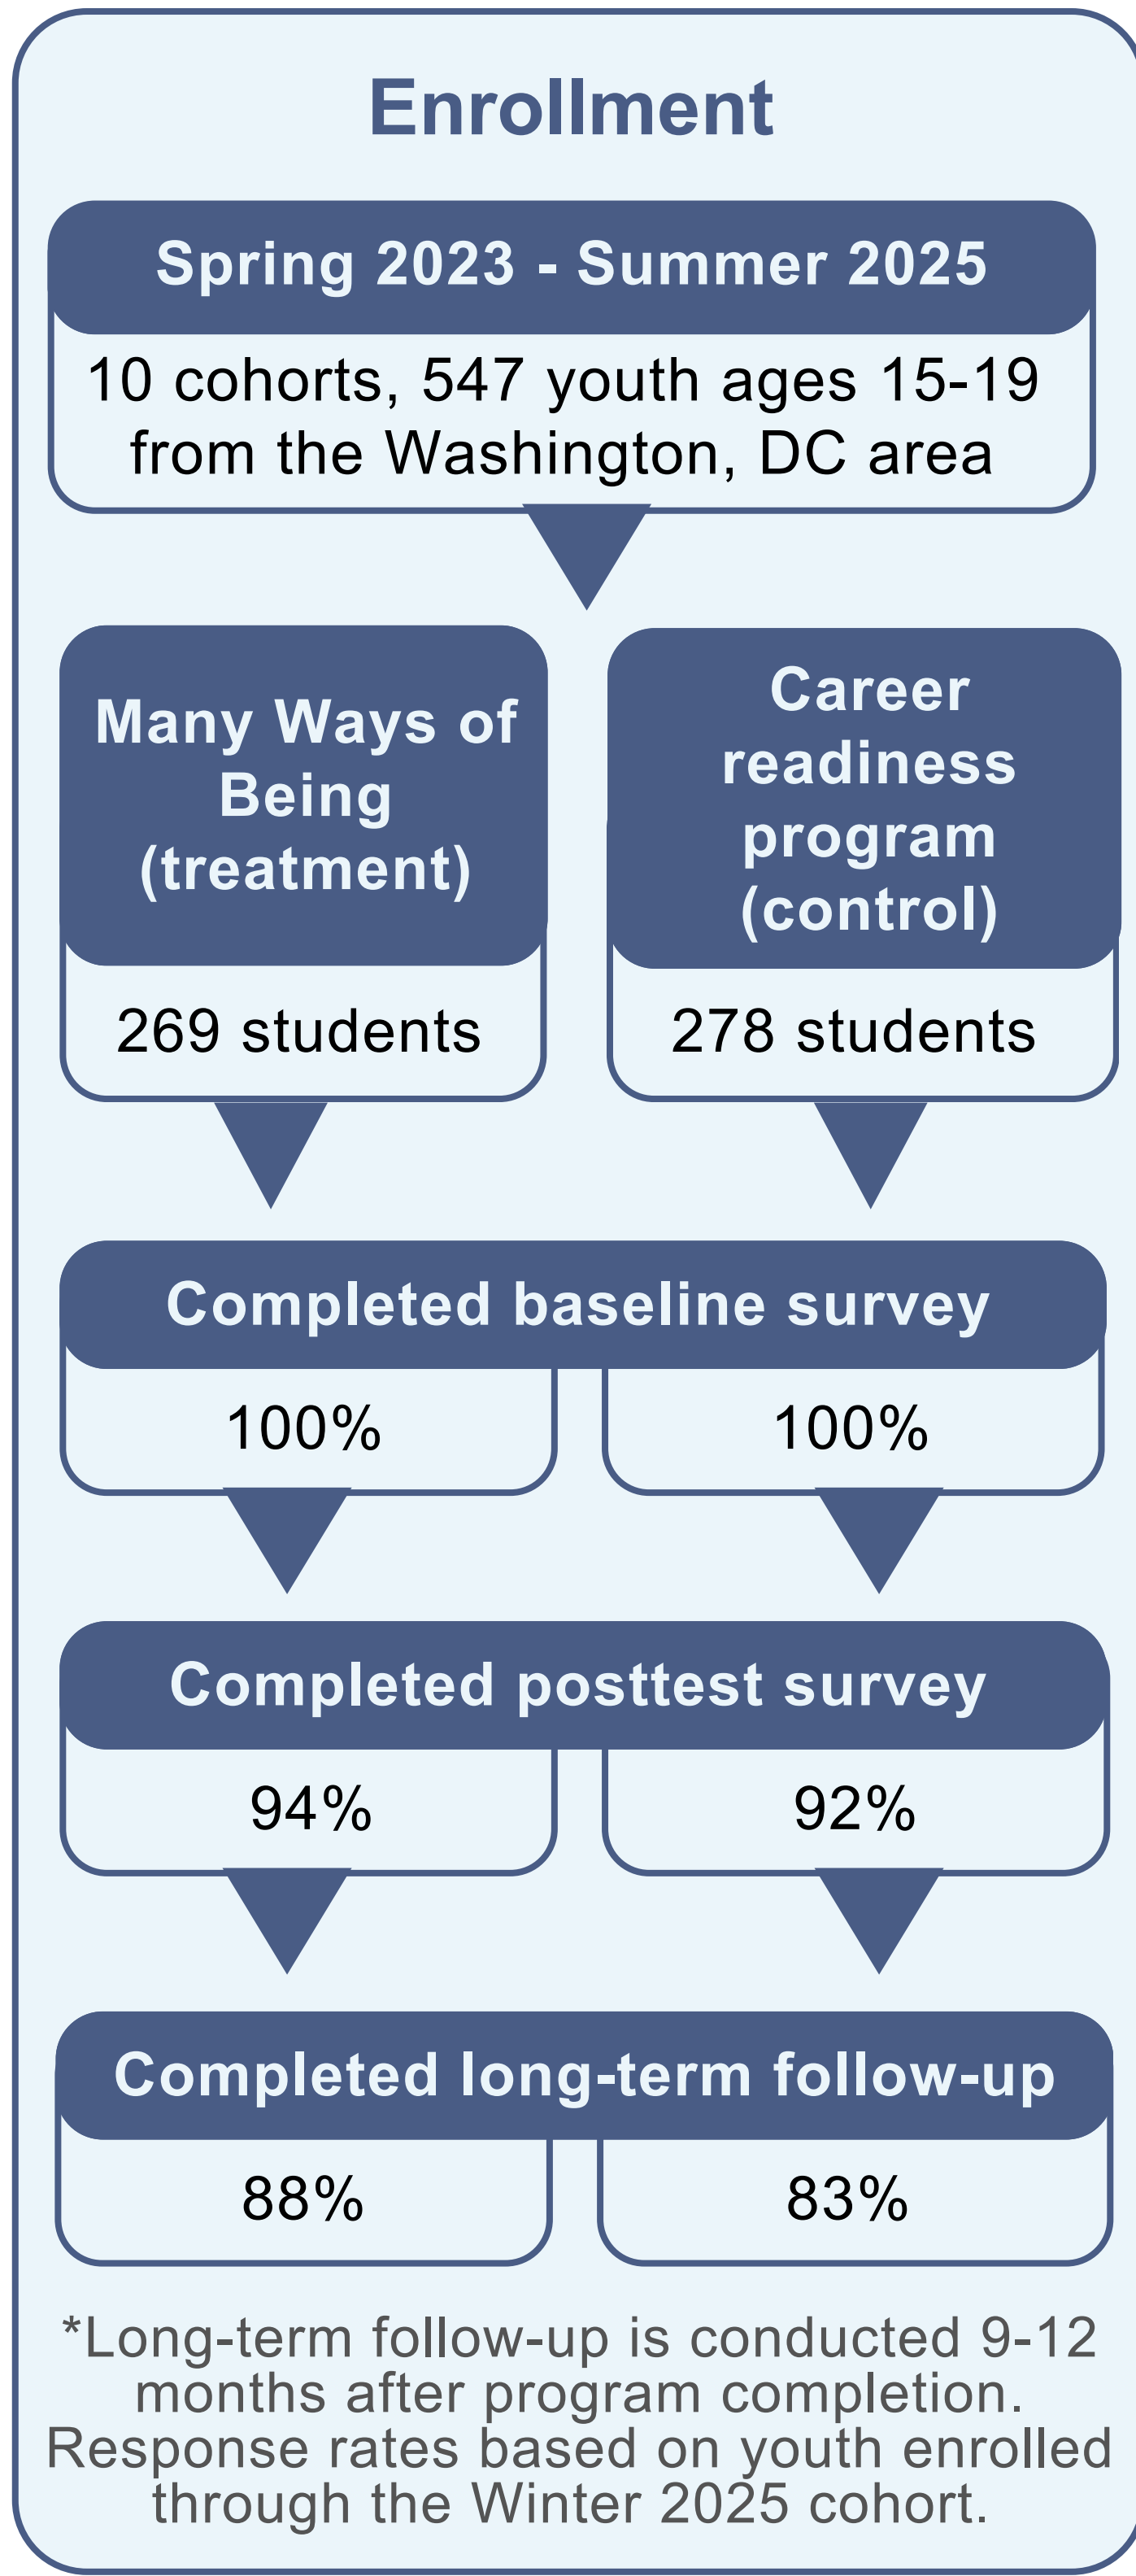 Enrollment
Spring 2023 - Summer 2025
10 cohorts, 547 youth ages 15-19
from the Washington, DC area
Many Ways of
Being
(treatment)
269 students
Career
readiness
program
(control)
278 students
Completed baseline survey
100%
100%
Completed posttest survey
94%
92%
Completed long-term follow-up
88%
83%
*Long-term follow-up is conducted 9-12
months after program completion.
Response rates based on youth enrolled
through the Winter 2025 cohort.